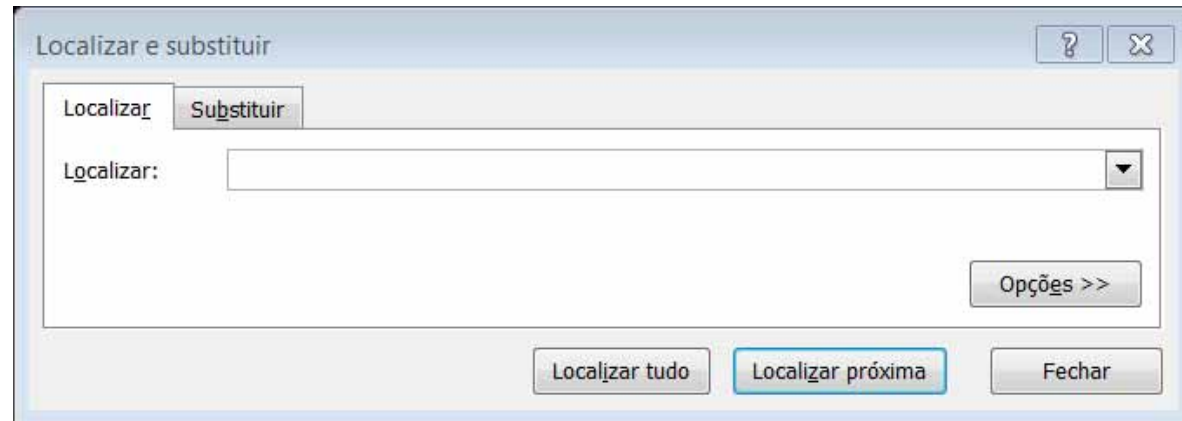 Localizar e substituir
Localizar Substituir
Localizar:
Opções >>
Localizar tudo Localizar próxima Fechar